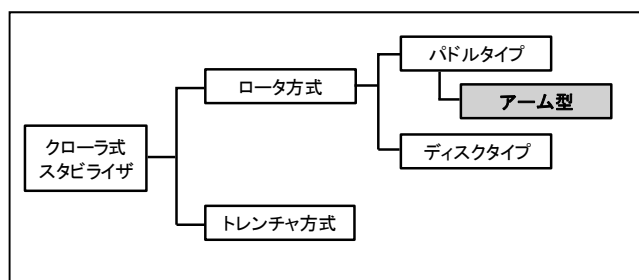 クローラ式
スタビライザ
ロータ方式
トレンチャ方式
パドルタイプ
アーム型
ディスクタイプ